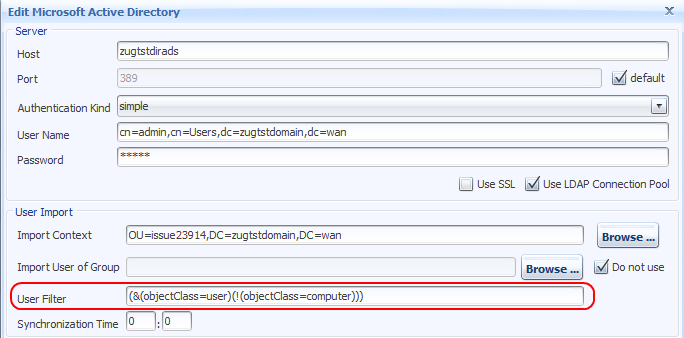 Edit Microsoft Active Directory
Server
Host zugtstdirads
Port 389 default
Authentication Kind simple
User Name cn=admin,cn=Users,dc=zugtstdomain,dc=wan
Password *****
Use SSL Use LDAP Connection Pool
User Import
Import Context OU=issue23914,DC=zugtstdomain,DC=wan Browse ...
Import User of Group Browse ... Do not use
User Filter (&(objectClass=user)(!(objectClass=computer)))
Synchronization Time 0 : 0